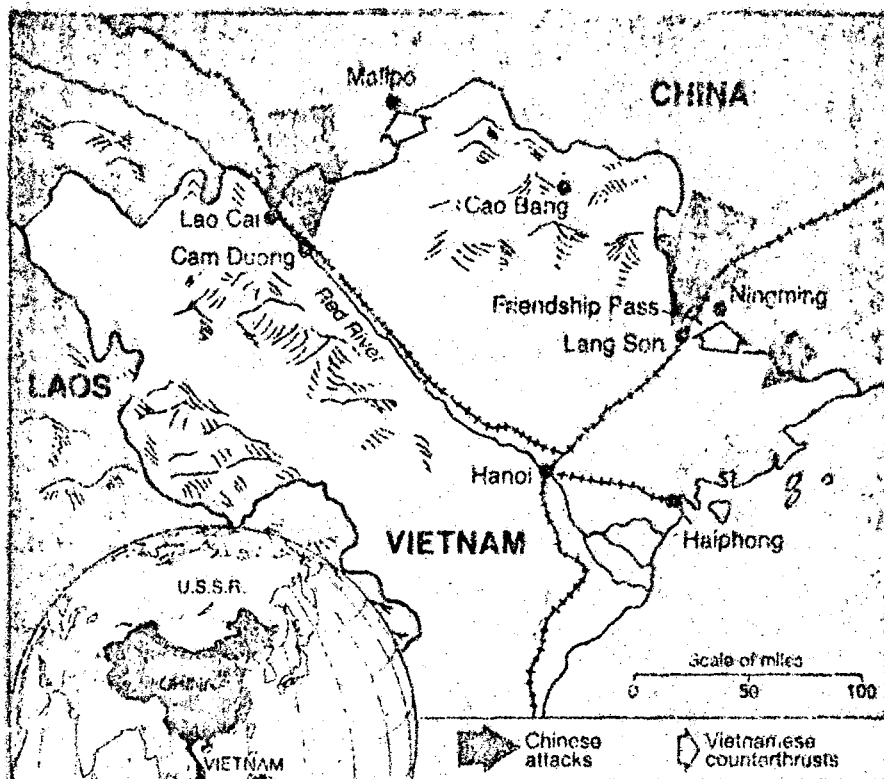 Malipo
CHINA
Lao Cai
Cao Bang
Cam Duong
Red River
Friendship Pass
Ningming
Lang Son
LAOS
Hanoi
VIETNAM
Haiphong
U.S.S.R.
CHINA
VIETNAM
Scale of miles
0 50 100
Chinese
attacks
Vietnamese
counterthrusts